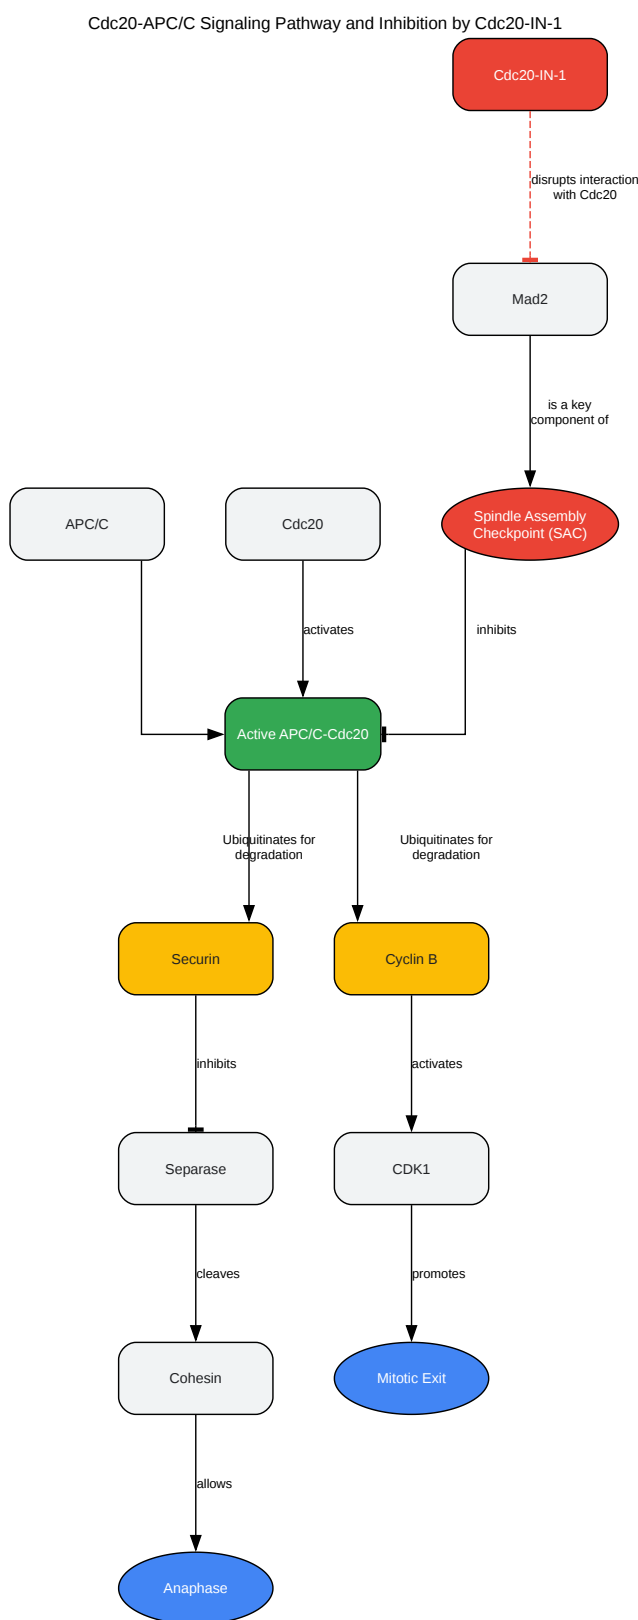 Cdc20-APC/C Signaling Pathway and Inhibition by Cdc20-IN-1
Cdc20-IN-1
disrupts interaction
with Cdc20
Mad2
is a key
component of
APC/C
Cdc20
Spindle Assembly
Checkpoint (SAC)
activates
inhibits
Active APC/C-Cdc20
Ubiquitinates for
degradation
Ubiquitinates for
degradation
Securin
Cyclin B
inhibits
activates
Separase
CDK1
cleaves
promotes
Cohesin
Mitotic Exit
allows
Anaphase